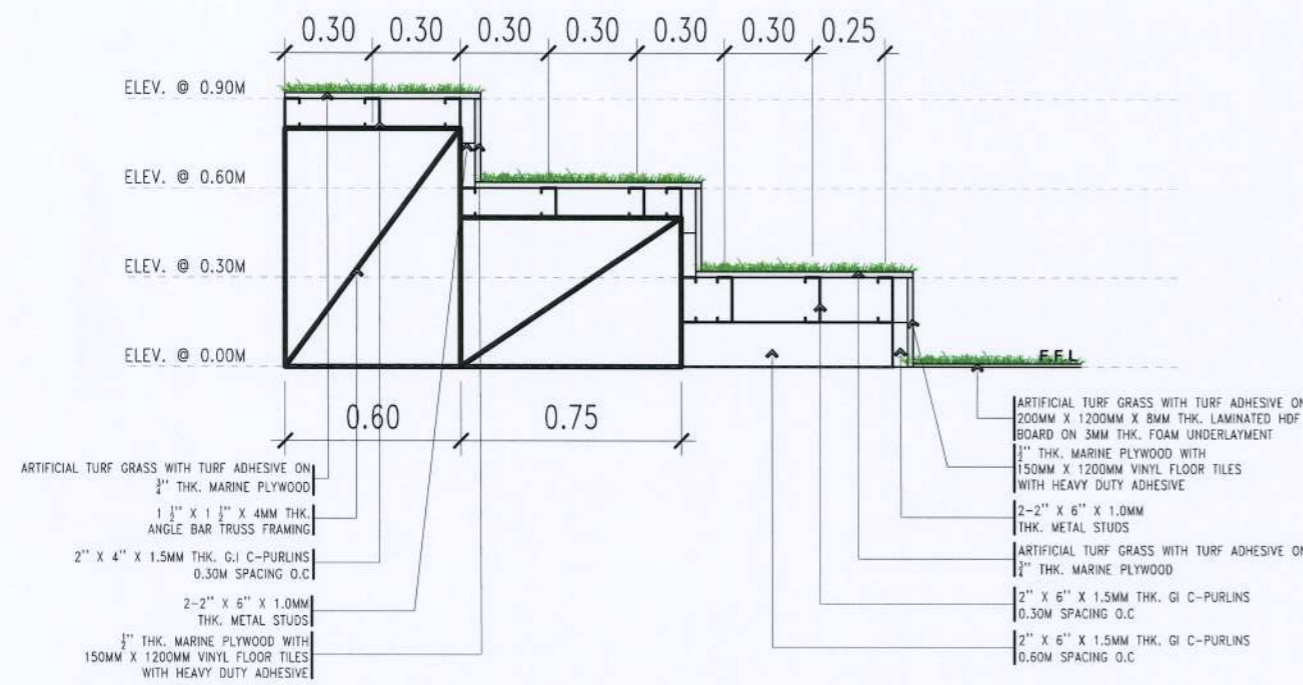 0.30 0.30 0.30 0.30 0.30 0.30 0.25
ELEV. @ 0.90M
ELEV. @ 0.60M
ELEV. @ 0.30M
ELEV. @ 0.00M
F.F.L
0.60 0.75
ARTIFICIAL TURF GRASS WITH TURF ADHESIVE ON
3/4" THK. MARINE PLYWOOD
1 1/2" X 1 1/2" X 4MM THK.
ANGLE BAR TRUSS FRAMING
2" X 4" X 1.5MM THK. G.I C-PURLINS
0.30M SPACING O.C
2-2" X 6" X 1.0MM
THK. METAL STUDS
1/2" THK. MARINE PLYWOOD WITH
150MM X 1200MM VINYL FLOOR TILES
WITH HEAVY DUTY ADHESIVE
ARTIFICIAL TURF GRASS WITH TURF ADHESIVE ON
200MM X 1200MM X 8MM THK. LAMINATED HDF
BOARD ON 3MM THK. FOAM UNDERLAYMENT
1/2" THK. MARINE PLYWOOD WITH
150MM X 1200MM VINYL FLOOR TILES
WITH HEAVY DUTY ADHESIVE
2-2" X 6" X 1.0MM
THK. METAL STUDS
ARTIFICIAL TURF GRASS WITH TURF ADHESIVE ON
3/4" THK. MARINE PLYWOOD
2" X 6" X 1.5MM THK. GI C-PURLINS
0.30M SPACING O.C
2" X 6" X 1.5MM THK. GI C-PURLINS
0.60M SPACING O.C